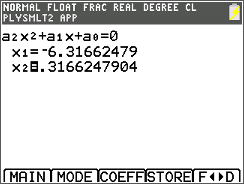 NORMAL FLOAT FRAC REAL DEGREE CL
PLYSMLT2 APP
a₂x²+a₁x+a₀=0
x₁=-6.31662479
x₂=.3166247904
MAIN MODE COEFF STORE F◄►D